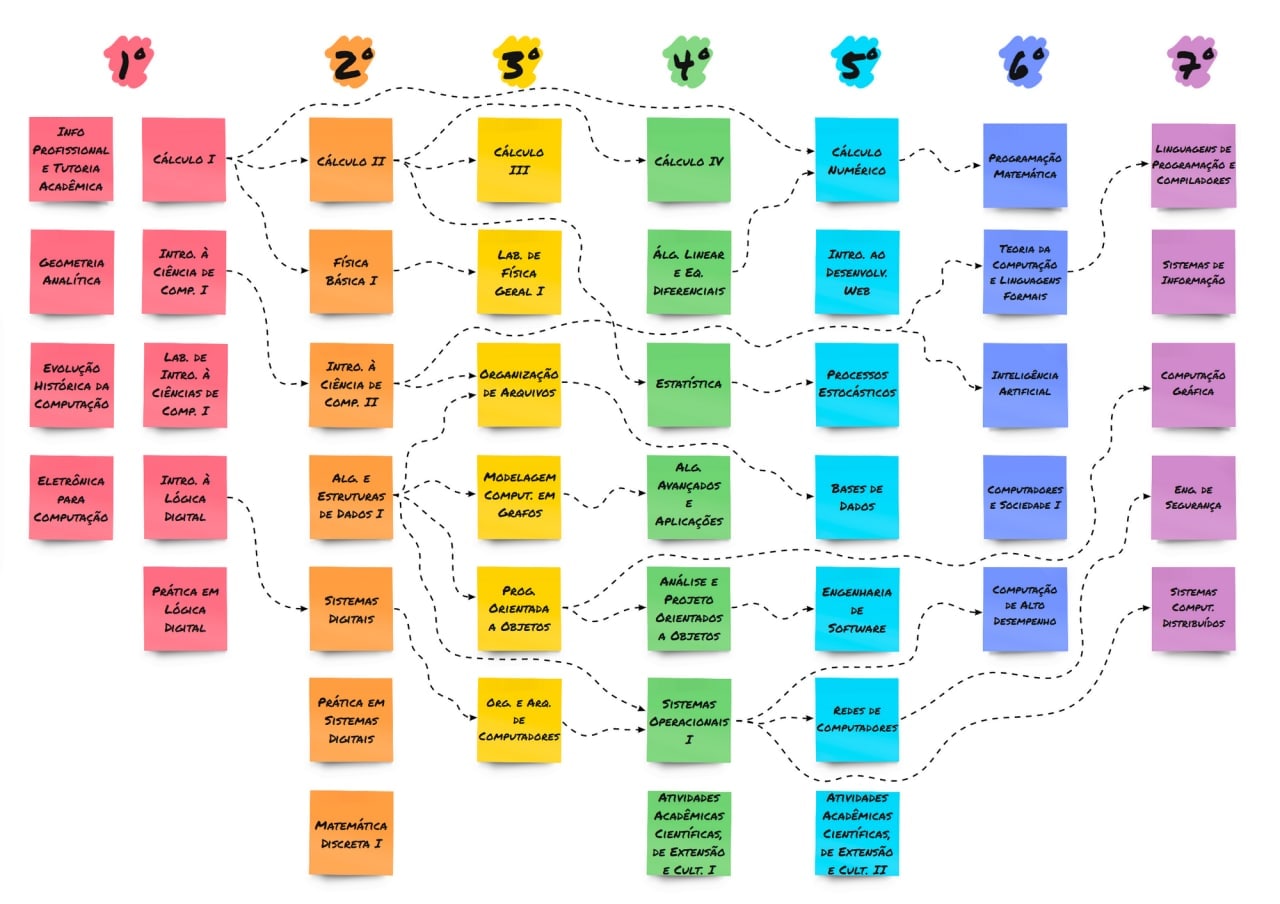 1º
2º
3º
4º
5º
6º
7º
Info
Profissional
e Tutoria
Acadêmica
Geometria
Analítica
Evolução
Histórica da
Computação
Eletrônica
para
Computação
Cálculo I
Intro. à
Ciência de
Comp. I
Lab. de
Intro. à
Ciências de
Comp. I
Intro. à
Lógica
Digital
Prática em
Lógica
Digital
Cálculo II
Física
Básica I
Intro. à
Ciência de
Comp. II
Alg. e
Estruturas
de Dados I
Sistemas
Digitais
Prática em
Sistemas
Digitais
Matemática
Discreta I
Cálculo
III
Lab. de
Física
Geral I
Organização
de Arquivos
Modelagem
Comput. em
Grafos
Prog.
Orientada
a Objetos
Org. e Arq.
de
Computadores
Cálculo IV
Álg. Linear
e Eq.
Diferenciais
Estatística
Alg.
Avançados
e
Aplicações
Análise e
Projeto
Orientados
a Objetos
Sistemas
Operacionais
I
Atividades
Acadêmicas
Científicas,
de Extensão
e Cult. I
Cálculo
Numérico
Intro. ao
Desenvolv.
Web
Processos
Estocásticos
Bases de
Dados
Engenharia
de
Software
Redes de
Computadores
Atividades
Acadêmicas
Científicas,
de Extensão
e Cult. II
Programação
Matemática
Teoria da
Computação
e Linguagens
Formais
Inteligência
Artificial
Computadores
e Sociedade I
Computação
de Alto
Desempenho
Linguagens de
Programação e
Compiladores
Sistemas de
Informação
Computação
Gráfica
Eng. de
Segurança
Sistemas
Comput.
Distribuídos